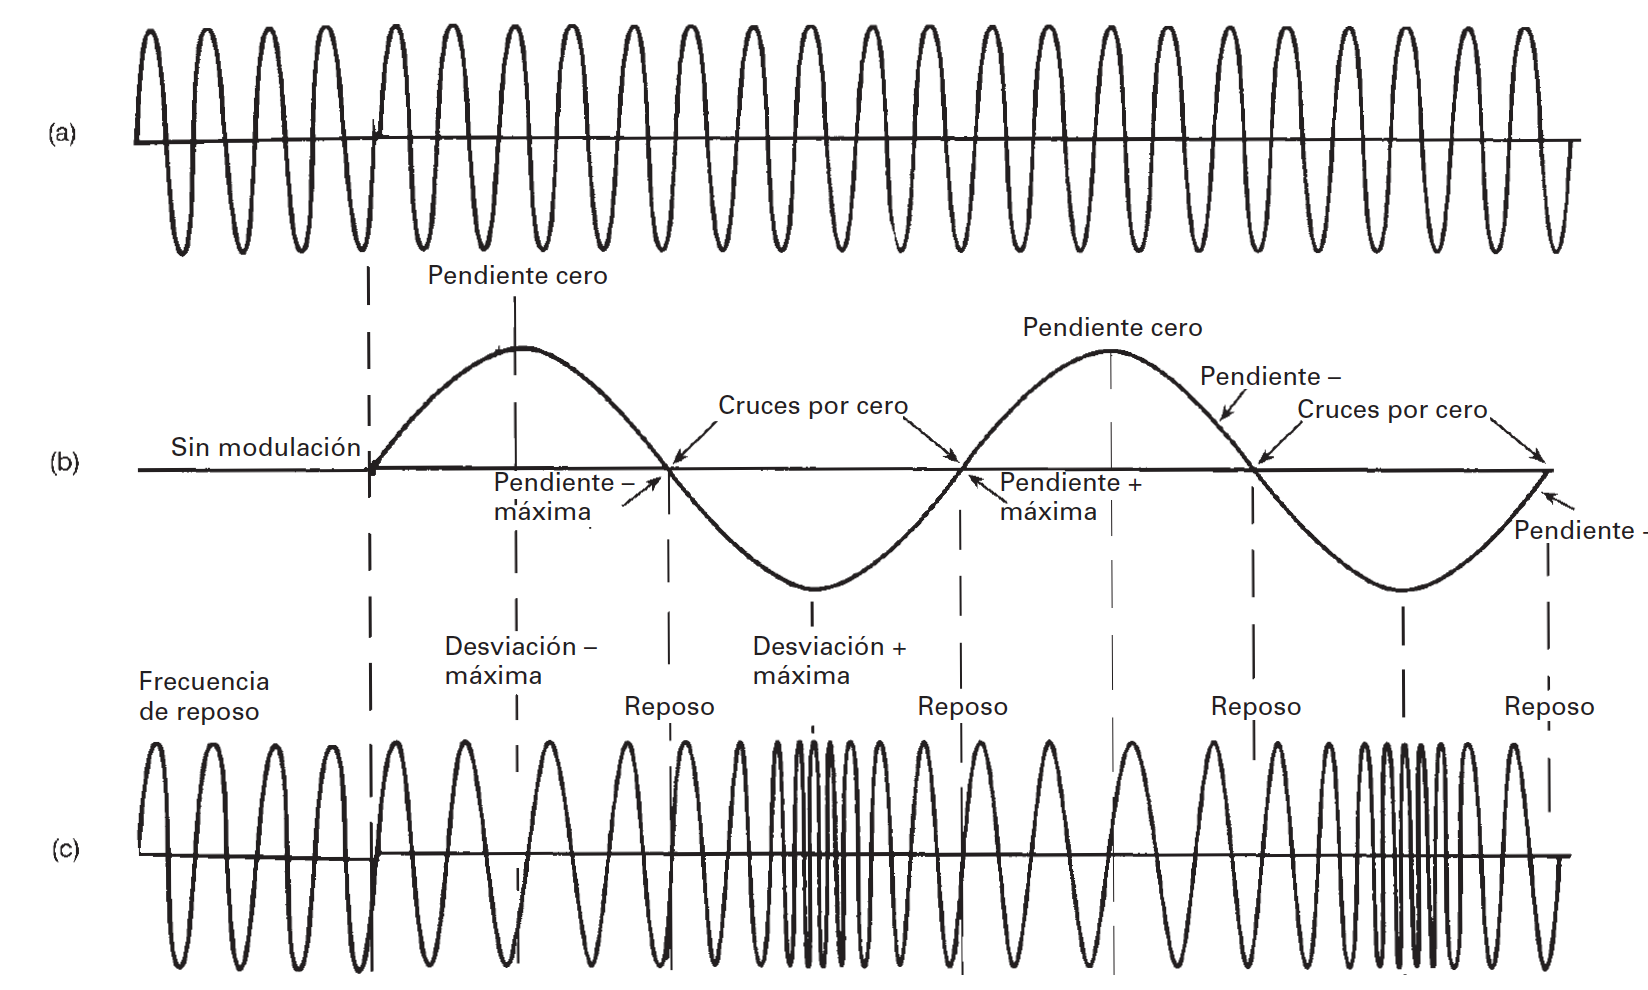 (a)
Pendiente cero
Pendiente cero
Pendiente –
Cruces por cero
Cruces por cero
Sin modulación
(b)
Pendiente –
máxima
Pendiente +
máxima
Pendiente -
Desviación –
máxima
Desviación +
máxima
Frecuencia
de reposo
Reposo
Reposo
Reposo
Reposo
(c)